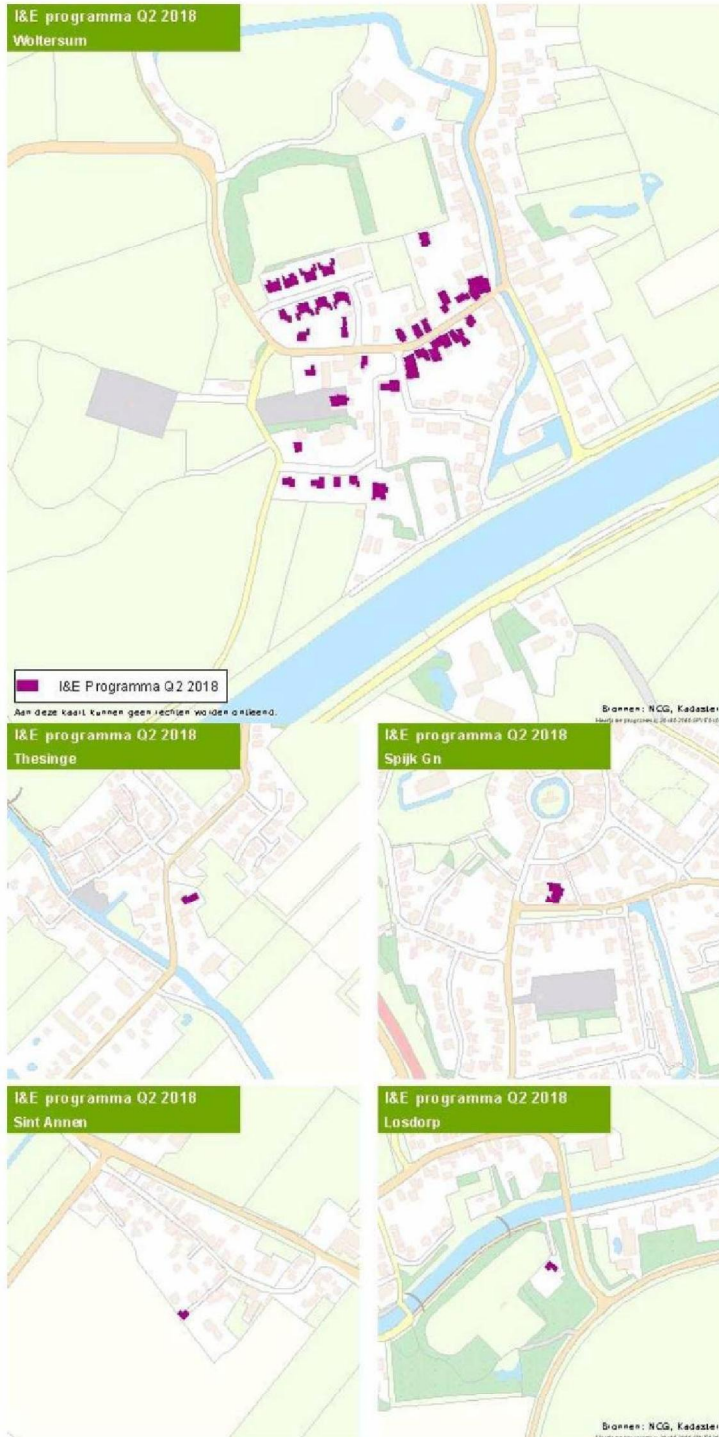 I&E programma Q2 2018
Woltersum
I&E Programma Q2 2018
Aan deze kaart kunnen geen rechten worden ontleend.
Bronnen: NCG, Kadaster
I&E programma Q2 2018
Thesinge
I&E programma Q2 2018
Spijk Gn
I&E programma Q2 2018
Sint Annen
I&E programma Q2 2018
Losdorp
Bronnen: NCG, Kadaster